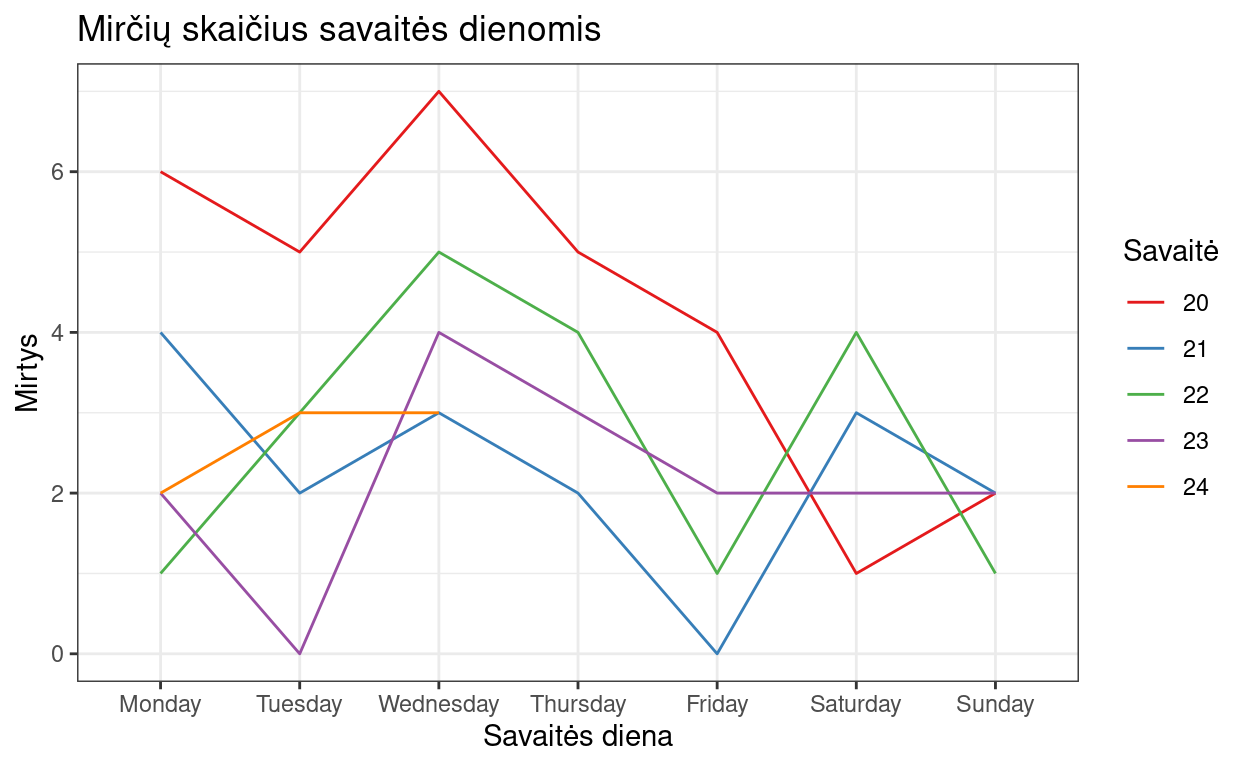 Mirčių skaičius savaitės dienomis
Mirtys
6
4
2
0
Monday Tuesday Wednesday Thursday Friday Saturday Sunday
Savaitės diena
Savaitė
20
21
22
23
24